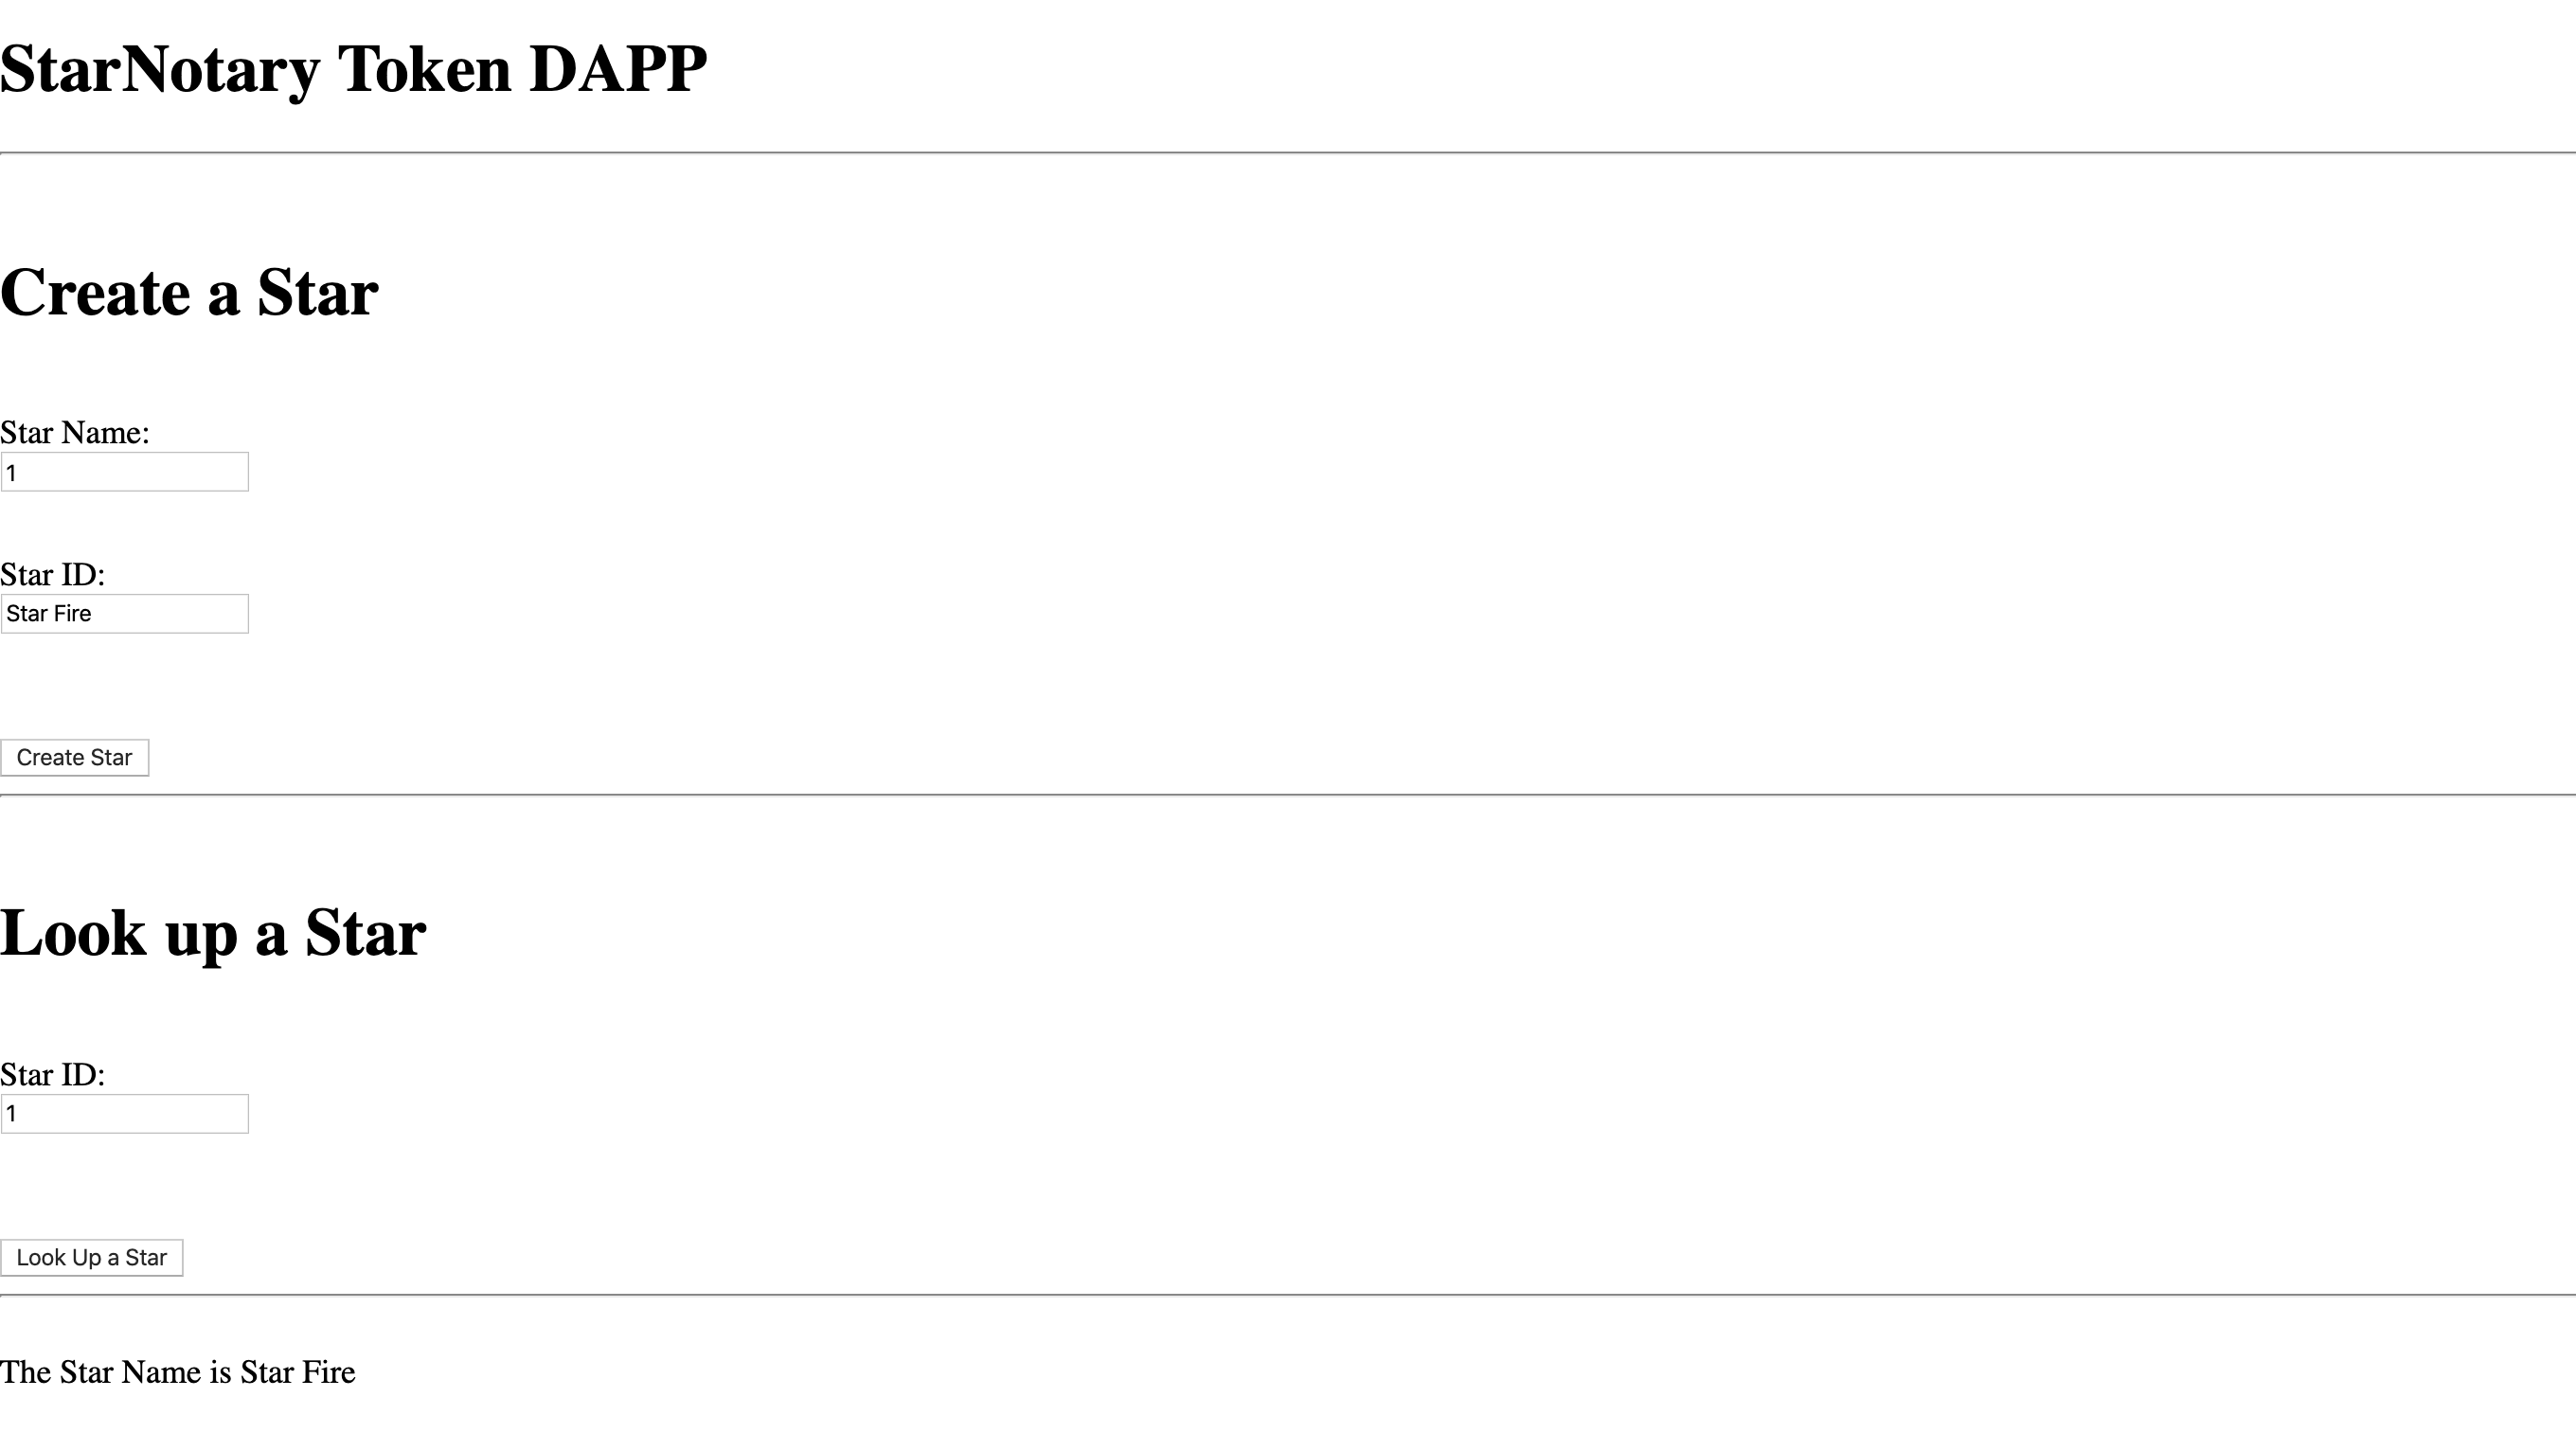 StarNotary Token DAPP
Create a Star
Star Name:
1
Star ID:
Star Fire
Create Star
Look up a Star
Star ID:
1
Look Up a Star
The Star Name is Star Fire